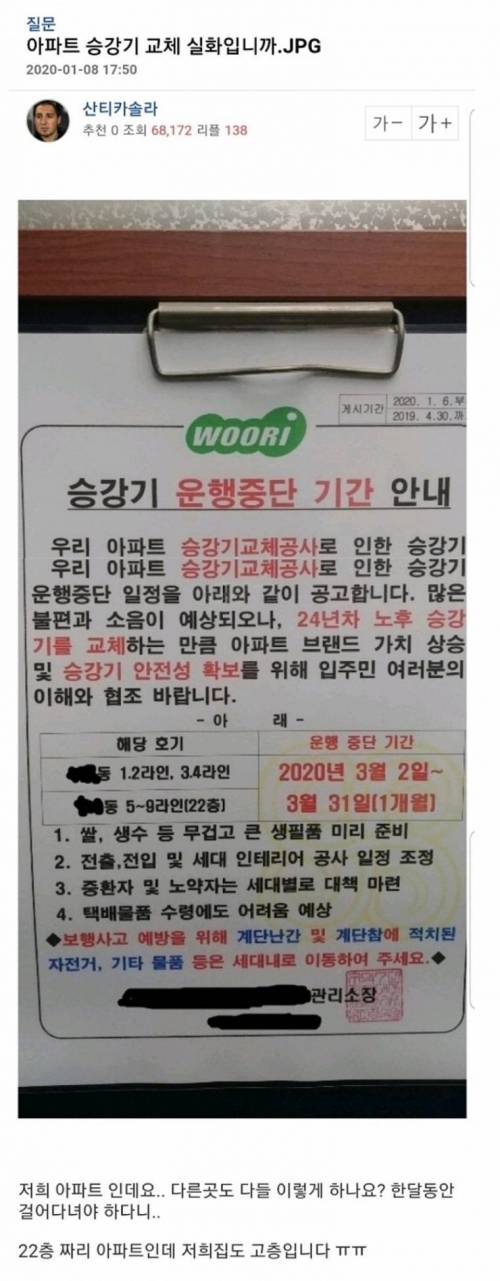 질문
아파트 승강기 교체 실화입니까.JPG
2020-01-08 17:50
산티카솔라
추천 0 조회 68,172 리플 138
가－ 가+
게시기간 2020. 1. 6.부
2019. 4.30.까
WOORI
승강기 운행중단 기간 안내
우리 아파트 승강기교체공사로 인한 승강기
우리 아파트 승강기교체공사로 인한 승강기
운행중단 일정을 아래와 같이 공고합니다. 많은
불편과 소음이 예상되오나, 24년차 노후 승강
기를 교체하는 만큼 아파트 브랜드 가치 상승
및 승강기 안전성 확보를 위해 입주민 여러분의
이해와 협조 바랍니다.
- 아 래 -
해당 호기 운행 중단 기간
동 1.2라인, 3.4라인 2020년 3월 2일~
동 5~9라인(22층) 3월 31일(1개월)
1. 쌀, 생수 등 무겁고 큰 생필품 미리 준비
2. 전출,전입 및 세대 인테리어 공사 일정 조정
3. 중환자 및 노약자는 세대별로 대책 마련
4. 택배물품 수령에도 어려움 예상
◆보행사고 예방을 위해 계단난간 및 계단참에 적치된
자전거, 기타 물품 등은 세대내로 이동하여 주세요.◆
관리소장
저희 아파트 인데요.. 다른곳도 다들 이렇게 하나요? 한달동안
걸어다녀야 하다니..
22층 짜리 아파트인데 저희집도 고층입니다 ㅠㅠ